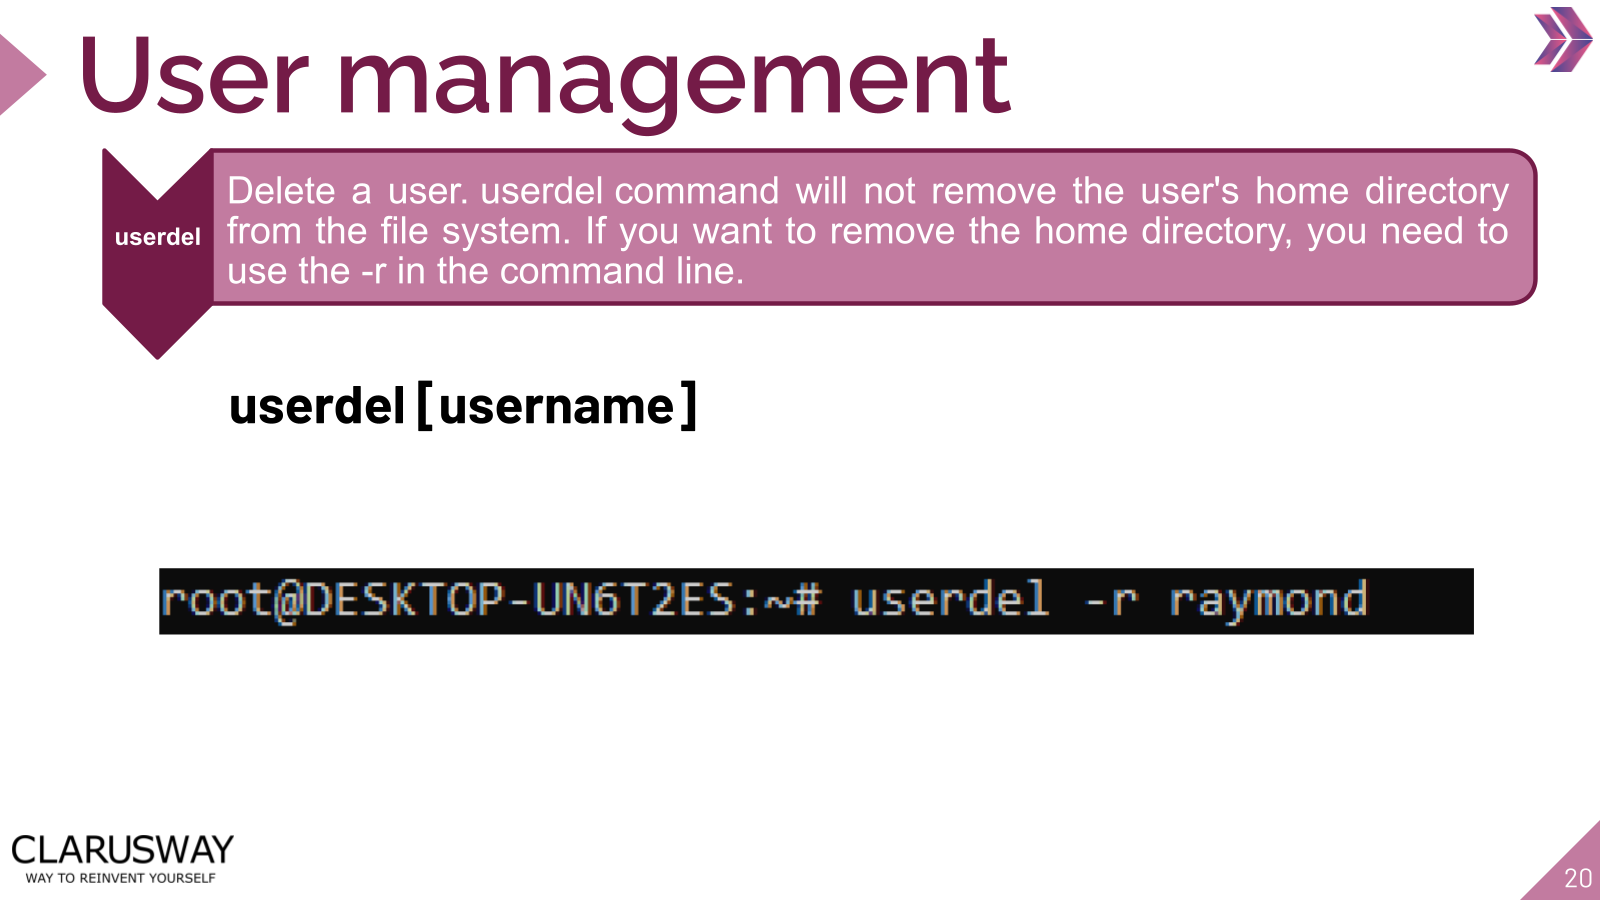 User management
userdel
Delete a user. userdel command will not remove the user's home directory
from the file system. If you want to remove the home directory, you need to
use the -r in the command line.
userdel [username]
root@DESKTOP-UN6T2ES:~# userdel -r raymond
CLARUSWAY
WAY TO REINVENT YOURSELF
20